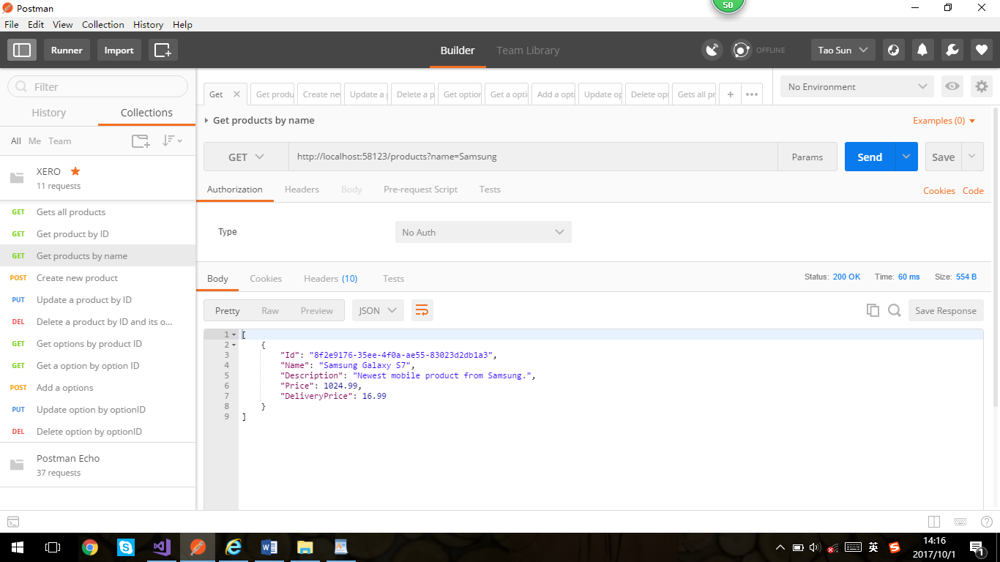 Postman
50
File Edit View Collection History Help
Runner Import Builder Team Library OFFLINE Tao Sun
Filter
History Collections
All Me Team
XERO
11 requests
GET Gets all products
GET Get product by ID
GET Get products by name
POST Create new product
PUT Update a product by ID
DEL Delete a product by ID and its o...
GET Get options by product ID
GET Get a option by option ID
POST Add a options
PUT Update option by optionID
DEL Delete option by optionID
Postman Echo
37 requests
Get Get produ Create new Update a p Delete a p Get option Get a opti Add a opti Update op Delete opt Gets all pr + •••
No Environment
Get products by name Examples (0)
GET http://localhost:58123/products?name=Samsung Params Send Save
Authorization Headers Body Pre-request Script Tests Cookies Code
Type No Auth
Body Cookies Headers (10) Tests Status: 200 OK Time: 60 ms Size: 554 B
Pretty Raw Preview JSON Save Response
1 [
2 {
3 "Id": "8f2e9176-35ee-4f0a-ae55-83023d2db1a3",
4 "Name": "Samsung Galaxy S7",
5 "Description": "Newest mobile product from Samsung.",
6 "Price": 1024.99,
7 "DeliveryPrice": 16.99
8 }
9 ]
英 14:16
2017/10/1
1